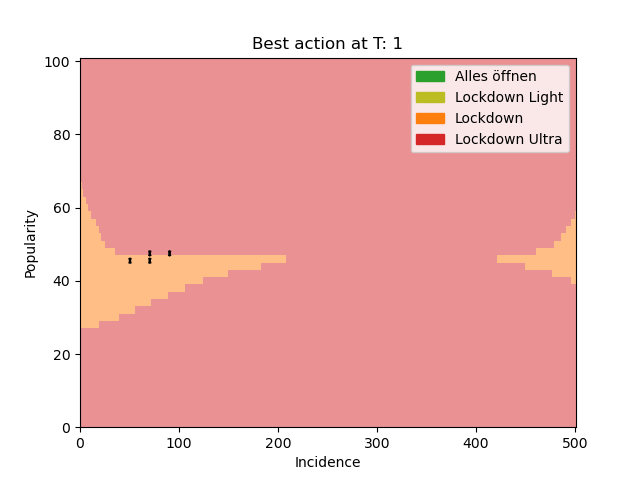 Best action at T: 1
Alles öffnen
Lockdown Light
Lockdown
Lockdown Ultra
Popularity
100
80
60
40
20
0
0 100 200 300 400 500
Incidence